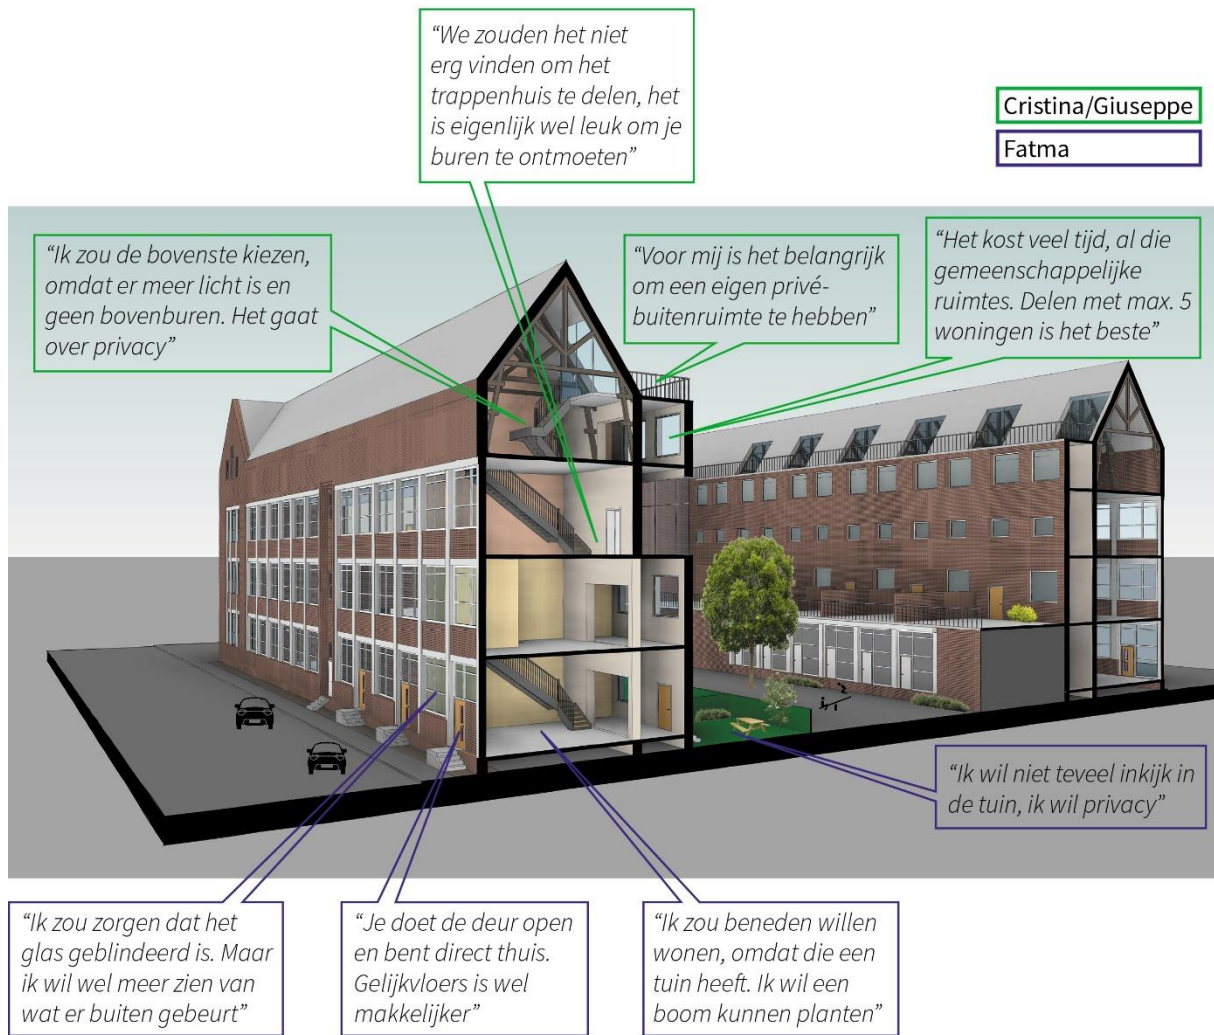 “We zouden het niet
erg vinden om het
trappenhuis te delen, het
is eigenlijk wel leuk om je
buren te ontmoeten”
Cristina/Giuseppe
Fatma
“Ik zou de bovenste kiezen,
omdat er meer licht is en
geen bovenburen. Het gaat
over privacy”
“Voor mij is het belangrijk
om een eigen privé-
buitenruimte te hebben”
“Het kost veel tijd, al die
gemeenschappelijke
ruimtes. Delen met max. 5
woningen is het beste”
“Ik wil niet teveel inkijk in
de tuin, ik wil privacy”
“Ik zou zorgen dat het
glas geblindeerd is. Maar
ik wil wel meer zien van
wat er buiten gebeurt”
“Je doet de deur open
en bent direct thuis.
Gelijkvloers is wel
makkelijker”
“Ik zou beneden willen
wonen, omdat die een
tuin heeft. Ik wil een
boom kunnen planten”